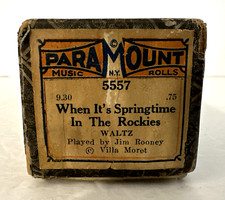 ©
PARAMOUNT
MUSIC N.Y. ROLLS
5557
9.30 .75
When It's Springtime
In The Rockies
WALTZ
Played by Jim Rooney
© Villa Moret